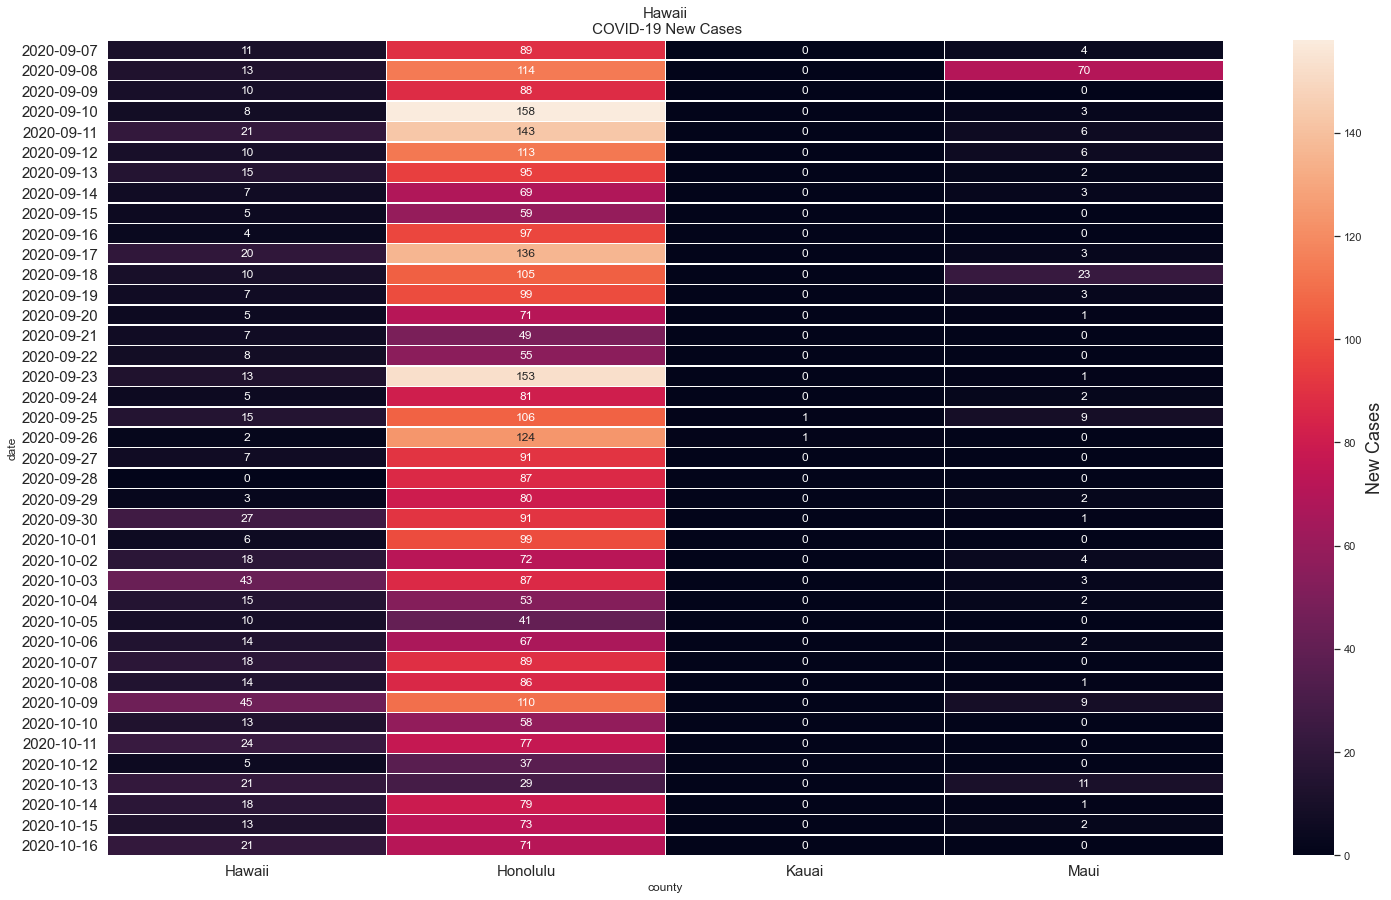 Hawaii
COVID-19 New Cases
2020-09-07 11 89 0 4
2020-09-08 13 114 0 70
2020-09-09 10 88 0 0
2020-09-10 8 158 0 3
2020-09-11 21 143 0 6
2020-09-12 10 113 0 6
2020-09-13 15 95 0 2
2020-09-14 7 69 0 3
2020-09-15 5 59 0 0
2020-09-16 4 97 0 0
2020-09-17 20 136 0 3
2020-09-18 10 105 0 23
2020-09-19 7 99 0 3
2020-09-20 5 71 0 1
2020-09-21 7 49 0 0
2020-09-22 8 55 0 0
2020-09-23 13 153 0 1
2020-09-24 5 81 0 2
2020-09-25 15 106 1 9
2020-09-26 2 124 1 0
2020-09-27 7 91 0 0
2020-09-28 0 87 0 0
2020-09-29 3 80 0 2
2020-09-30 27 91 0 1
2020-10-01 6 99 0 0
2020-10-02 18 72 0 4
2020-10-03 43 87 0 3
2020-10-04 15 53 0 2
2020-10-05 10 41 0 0
2020-10-06 14 67 0 2
2020-10-07 18 89 0 0
2020-10-08 14 86 0 1
2020-10-09 45 110 0 9
2020-10-10 13 58 0 0
2020-10-11 24 77 0 0
2020-10-12 5 37 0 0
2020-10-13 21 29 0 11
2020-10-14 18 79 0 1
2020-10-15 13 73 0 2
2020-10-16 21 71 0 0
Hawaii Honolulu Kauai Maui
county
date
140
120
100
80
60
40
20
0
New Cases